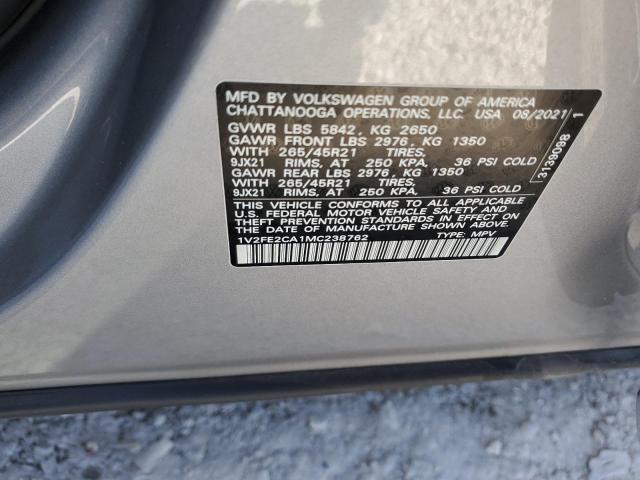 MFD BY VOLKSWAGEN GROUP OF AMERICA
CHATTANOOGA OPERATIONS, LLC. USA 08/2021
GVWR LBS 5842, KG 2650
GAWR FRONT LBS 2976, KG 1350
WITH 265/45R21 TIRES,
9JX21 RIMS, AT 250 KPA, 36 PSI COLD
GAWR REAR LBS 2976, KG 1350
WITH 265/45R21 TIRES,
9JX21 RIMS, AT 250 KPA, 36 PSI COLD
THIS VEHICLE CONFORMS TO ALL APPLICABLE
U.S. FEDERAL MOTOR VEHICLE SAFETY AND
THEFT PREVENTION STANDARDS IN EFFECT ON
THE DATE OF MANUFACTURE SHOWN ABOVE.
1V2FE2CA1MC238762 TYPE: MPV
3139098 1